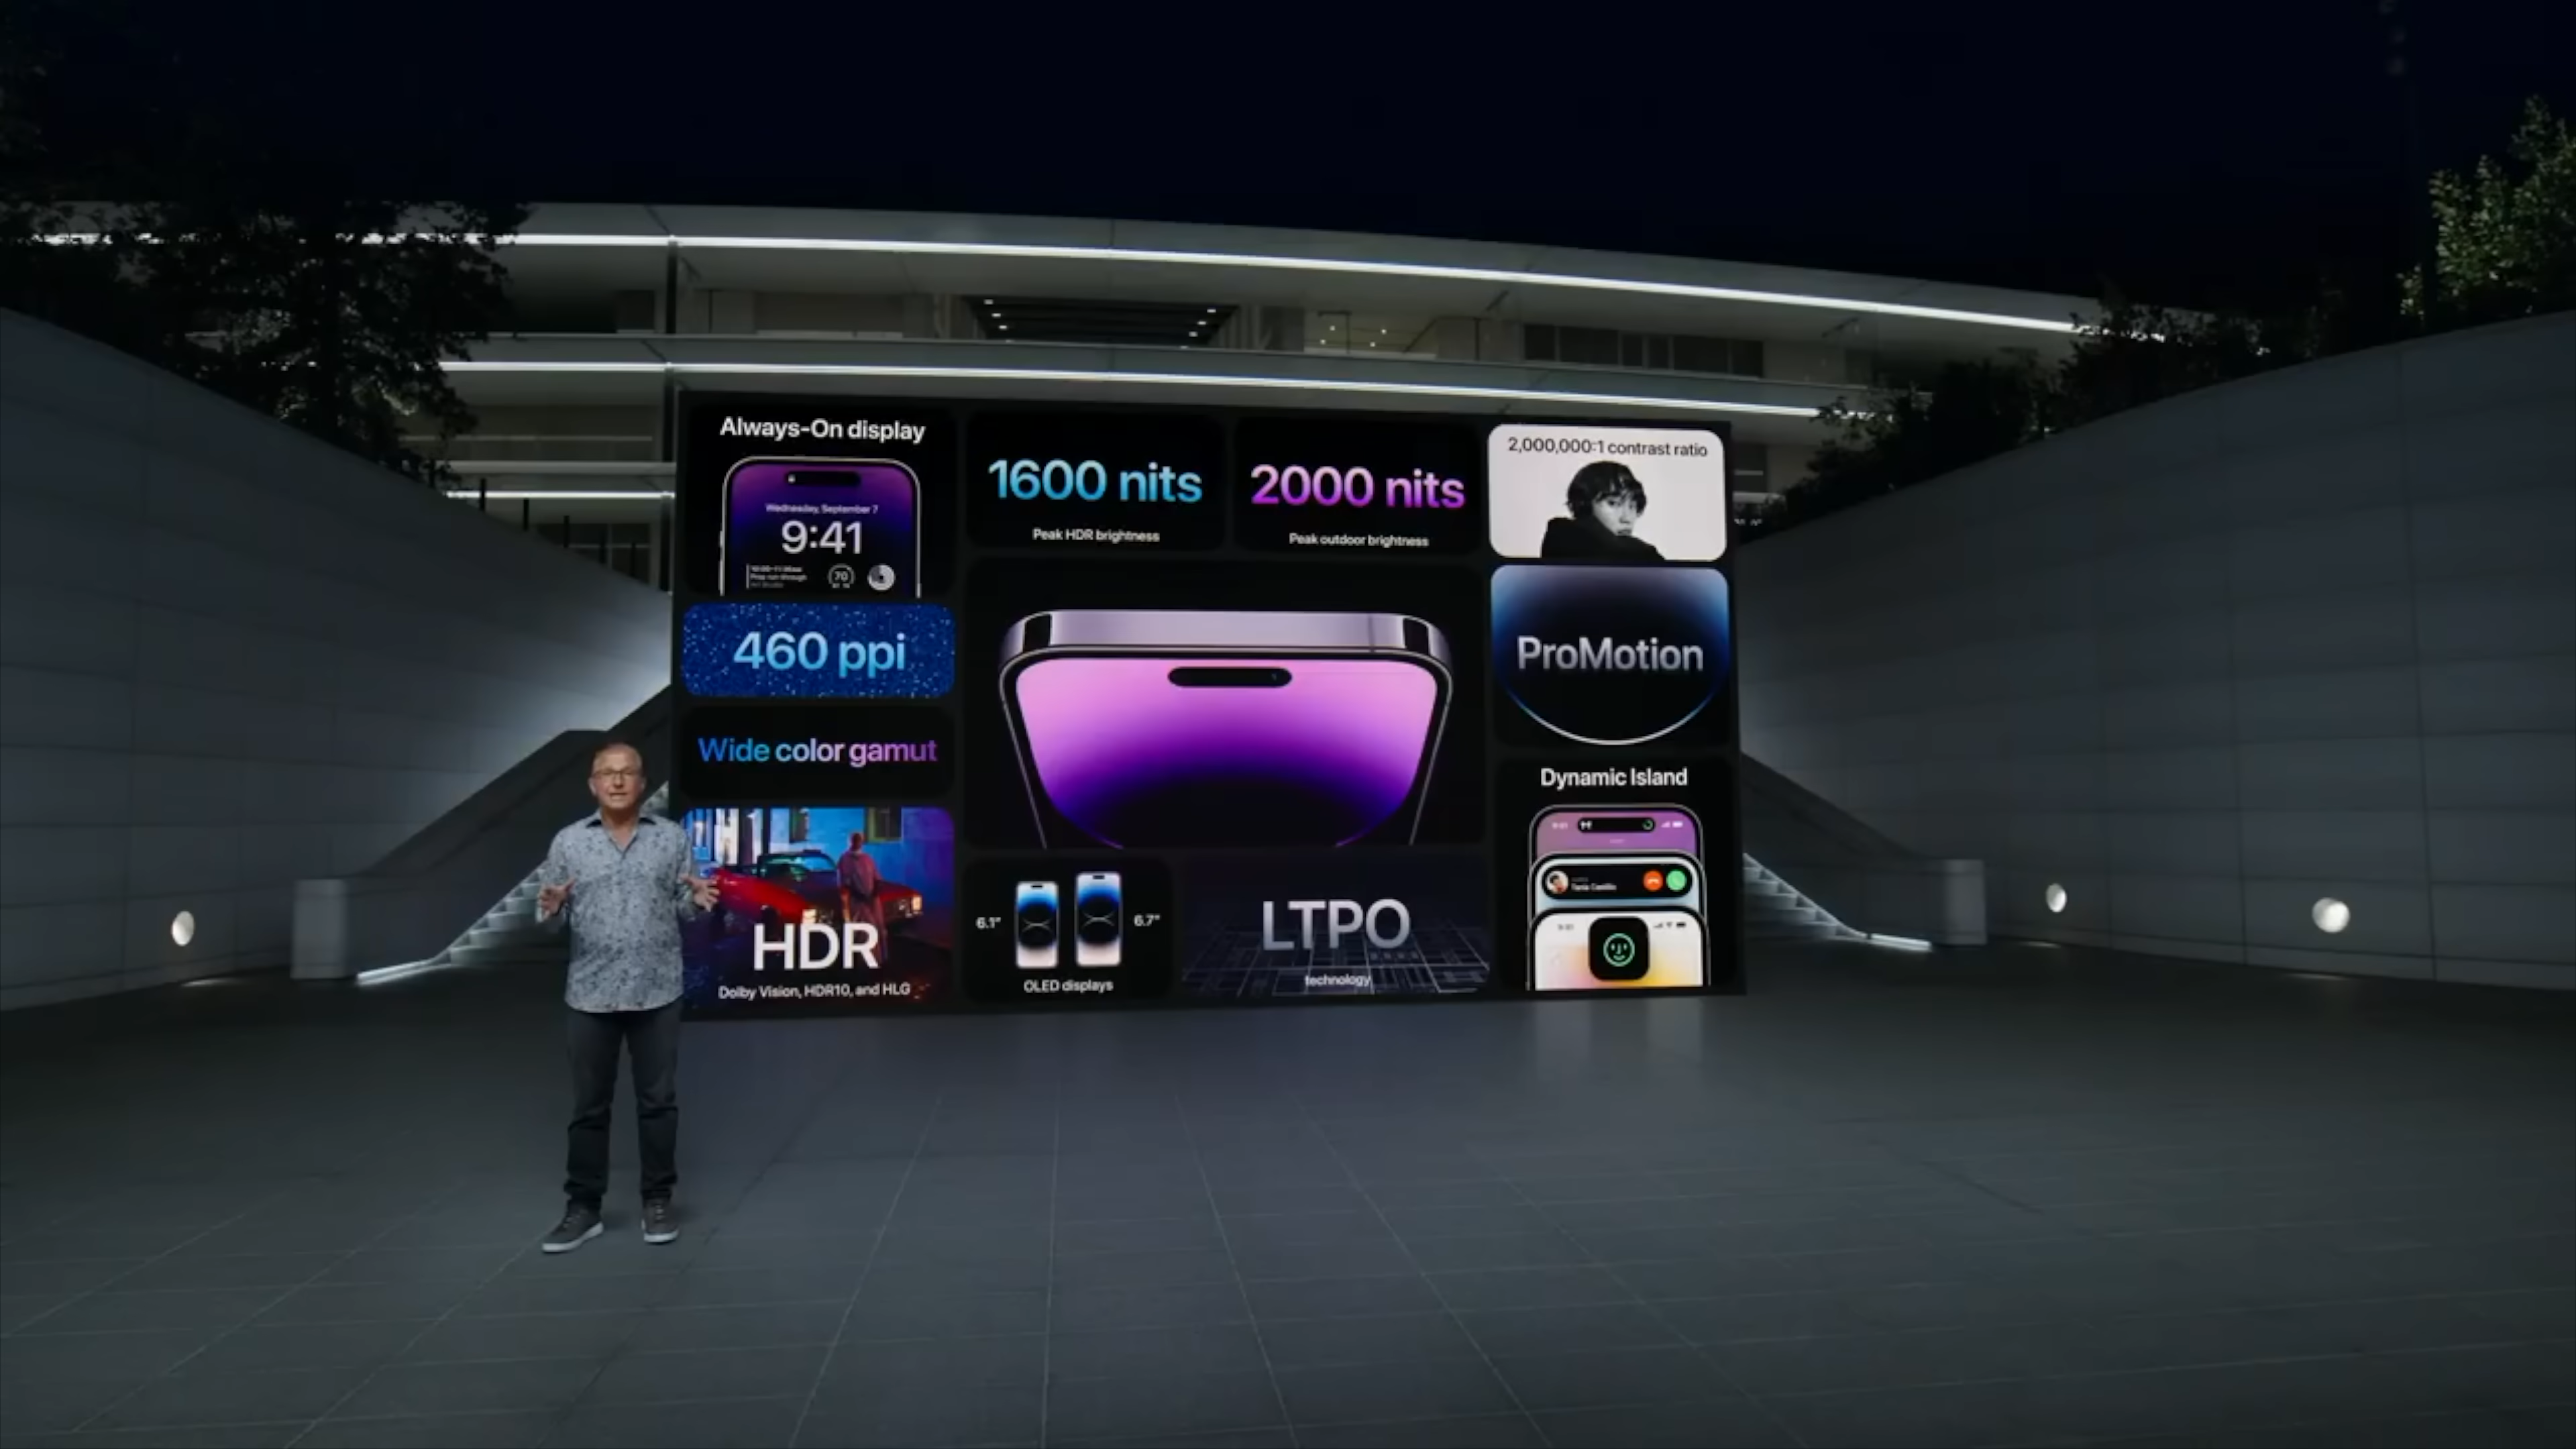 Always-On display
Wednesday, September 7
9:41
70
1600 nits
Peak HDR brightness
2000 nits
Peak outdoor brightness
2,000,000:1 contrast ratio
460 ppi
ProMotion
Wide color gamut
Dynamic Island
HDR
Dolby Vision, HDR10, and HLG
6.1"
6.7"
OLED displays
LTPO
technology